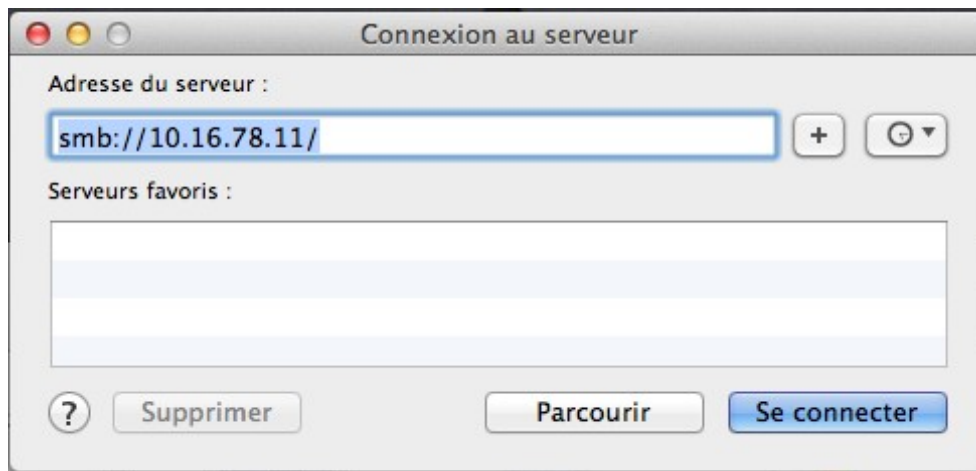 Connexion au serveur
Adresse du serveur :
smb://10.16.78.11/
+
Serveurs favoris :
? Supprimer Parcourir Se connecter